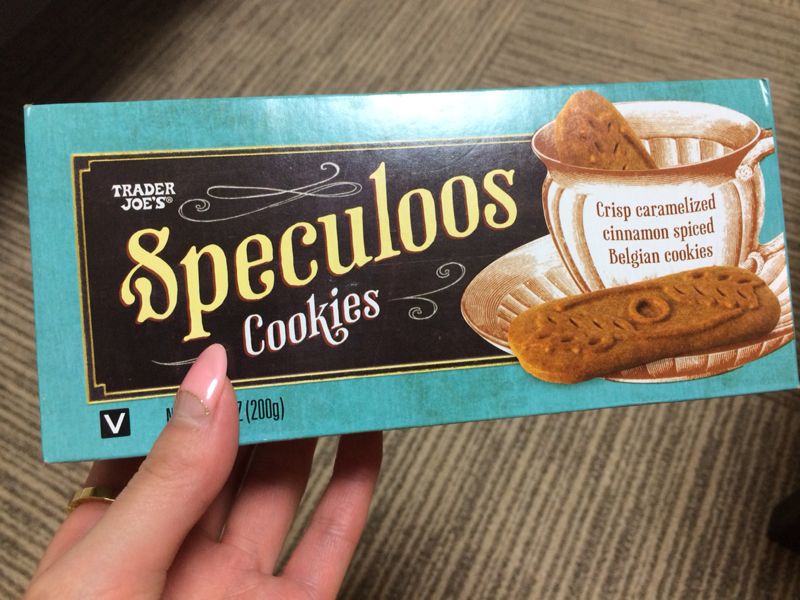 TRADER
JOE'S®
Speculoos
Cookies
Crisp caramelized
cinnamon spiced
Belgian cookies
V
(200g)